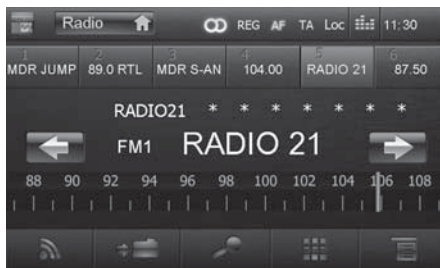 Radio REG AF TA Loc 11:30
1 2 3 4 5 6
MDR JUMP 89.0 RTL MDR S-AN 104.00 RADIO 21 87.50
RADIO21 * * * * * * *
FM1 RADIO 21
88 90 92 94 96 98 100 102 104 106 108